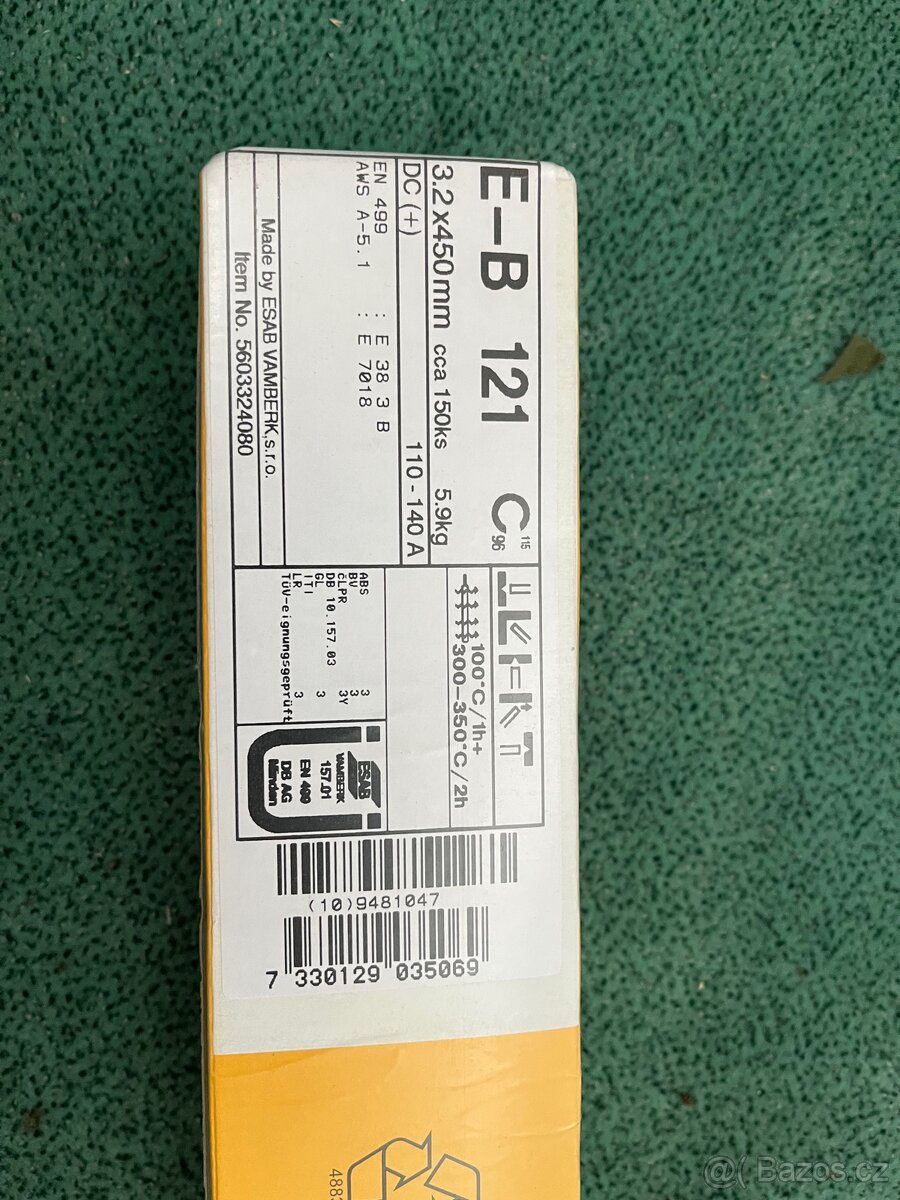 E-B 121 C 115 96
3.2x450mm cca 150ks 5.9kg
DC (+) 110-140 A
EN 499 : E 38 3 B
AWS A-5.1 : E 7018
Made by ESAB VAMBERK,s.r.o.
Item No. 5603324080
100°C/1h+
300-350°C/2h
ABS 3
BV 3
ČLPR 3Y
DB 10.157.03
GL 3
ITI
LR 3
TÜV-eignungsgeprüft
ESAB
VAMBERK
157.01
EN 499
DB AG
Minden
(10)9481047
7 330129 035069
@( Bazos.cz